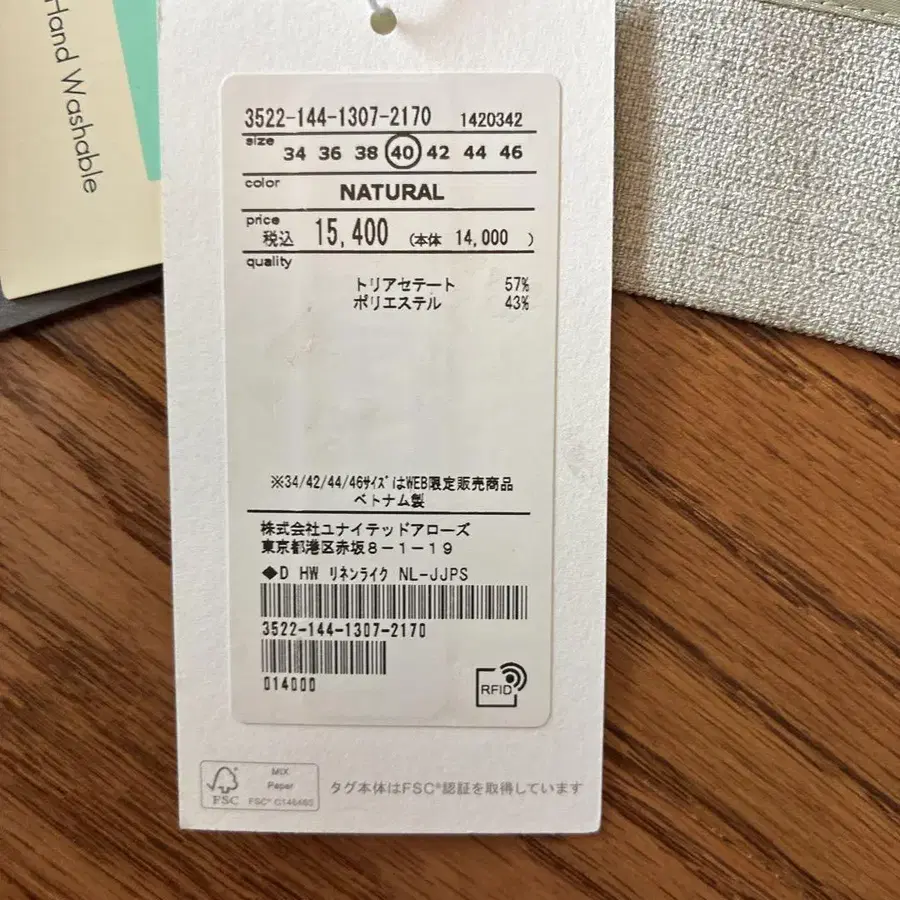 Hand Washable
3522-144-1307-2170 1420342
size 34 36 38 40 42 44 46
color NATURAL
price 税込 15,400 (本体 14,000 )
quality
トリアセテート 57%
ポリエステル 43%
※34/42/44/46サイズはWEB限定販売商品
ベトナム製
株式会社ユナイテッドアローズ
東京都港区赤坂8-1-19
◆D HW リネンライク NL-JJPS
3522-144-1307-2170
014000
RFID
MIX
Paper
FSC
タグ本体はFSC®認証を取得しています